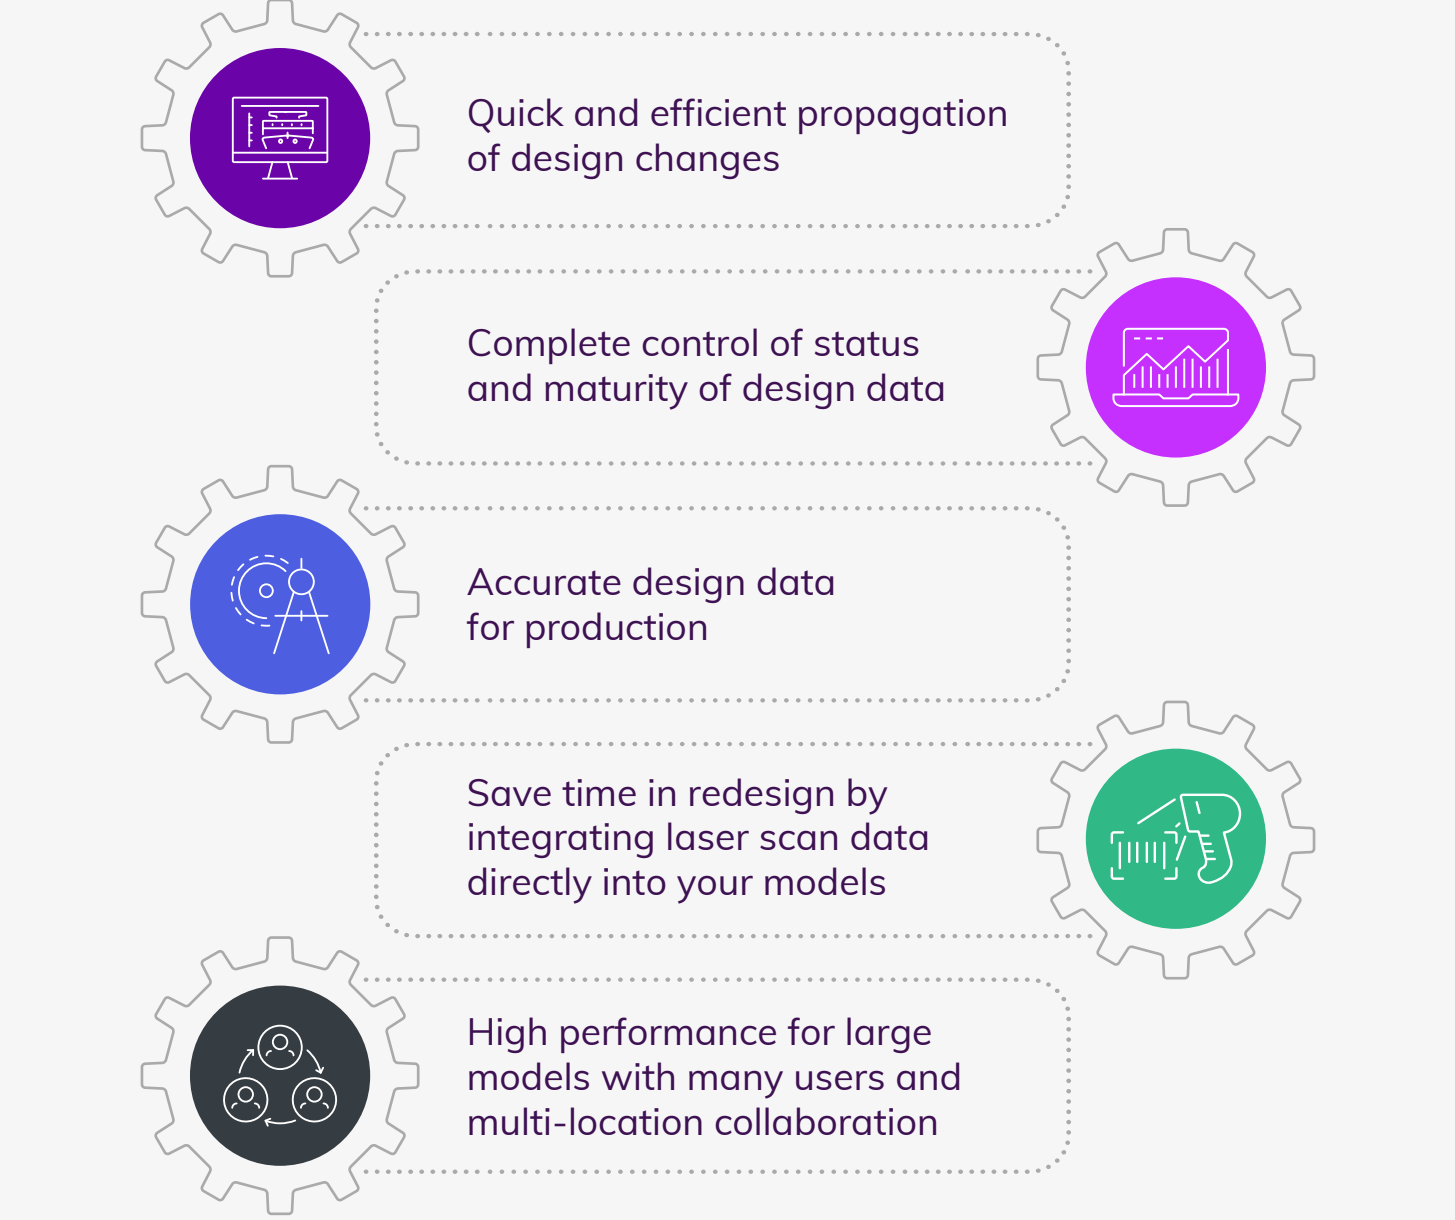 Quick and efficient propagation
of design changes
Complete control of status
and maturity of design data
Accurate design data
for production
Save time in redesign by
integrating laser scan data
directly into your models
High performance for large
models with many users and
multi-location collaboration